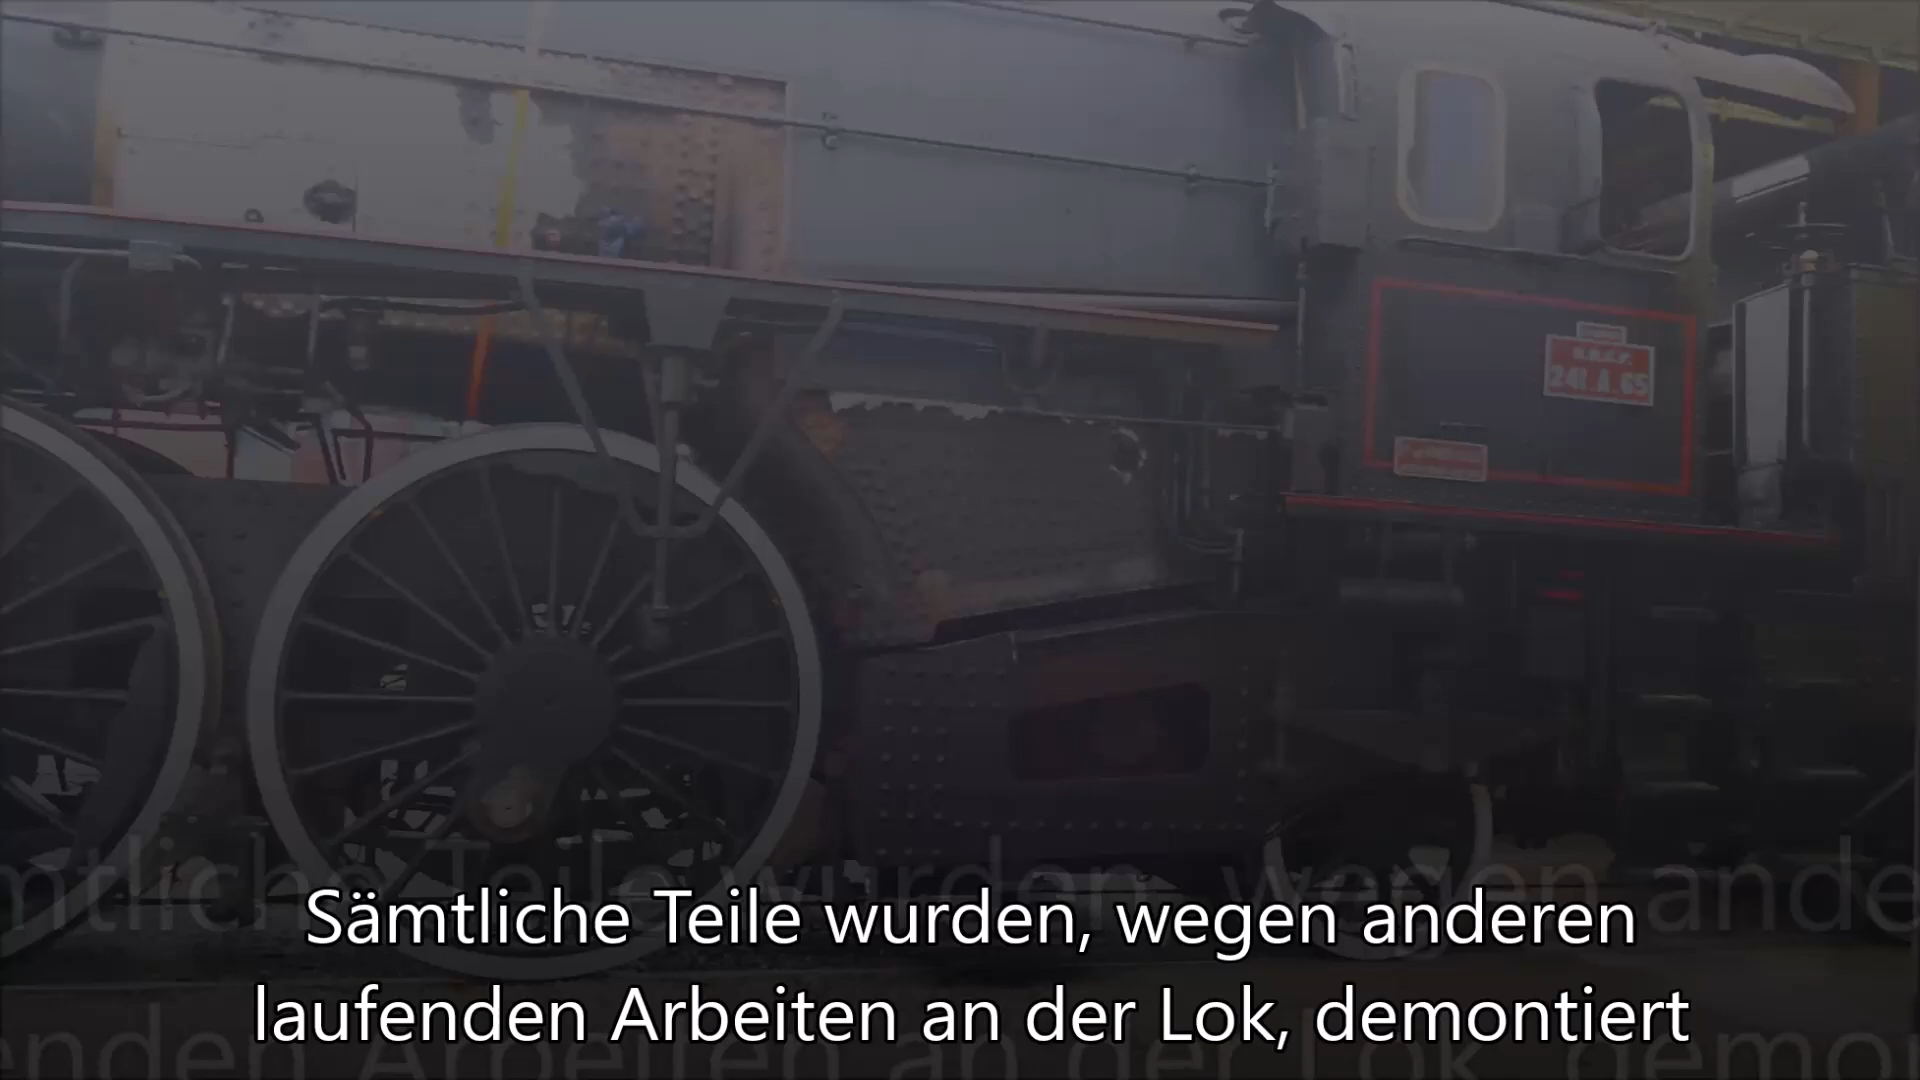 S.N.C.F.
241.A.65
Sämtliche Teile wurden, wegen anderen
laufenden Arbeiten an der Lok, demontiert